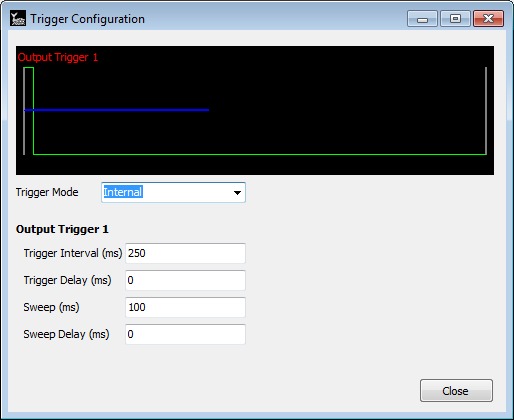 Trigger Configuration
Output Trigger 1
Trigger Mode Internal
Output Trigger 1
Trigger Interval (ms) 250
Trigger Delay (ms) 0
Sweep (ms) 100
Sweep Delay (ms) 0
Close